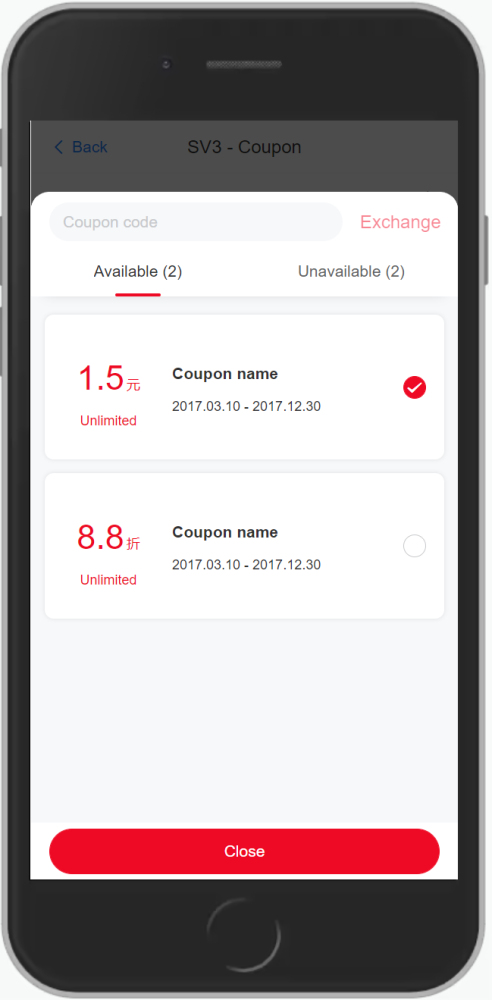 Back
SV3 - Coupon
Coupon code
Exchange
Available (2)
Unavailable (2)
1.5元
Unlimited
Coupon name
2017.03.10 - 2017.12.30
8.8折
Unlimited
Coupon name
2017.03.10 - 2017.12.30
Close